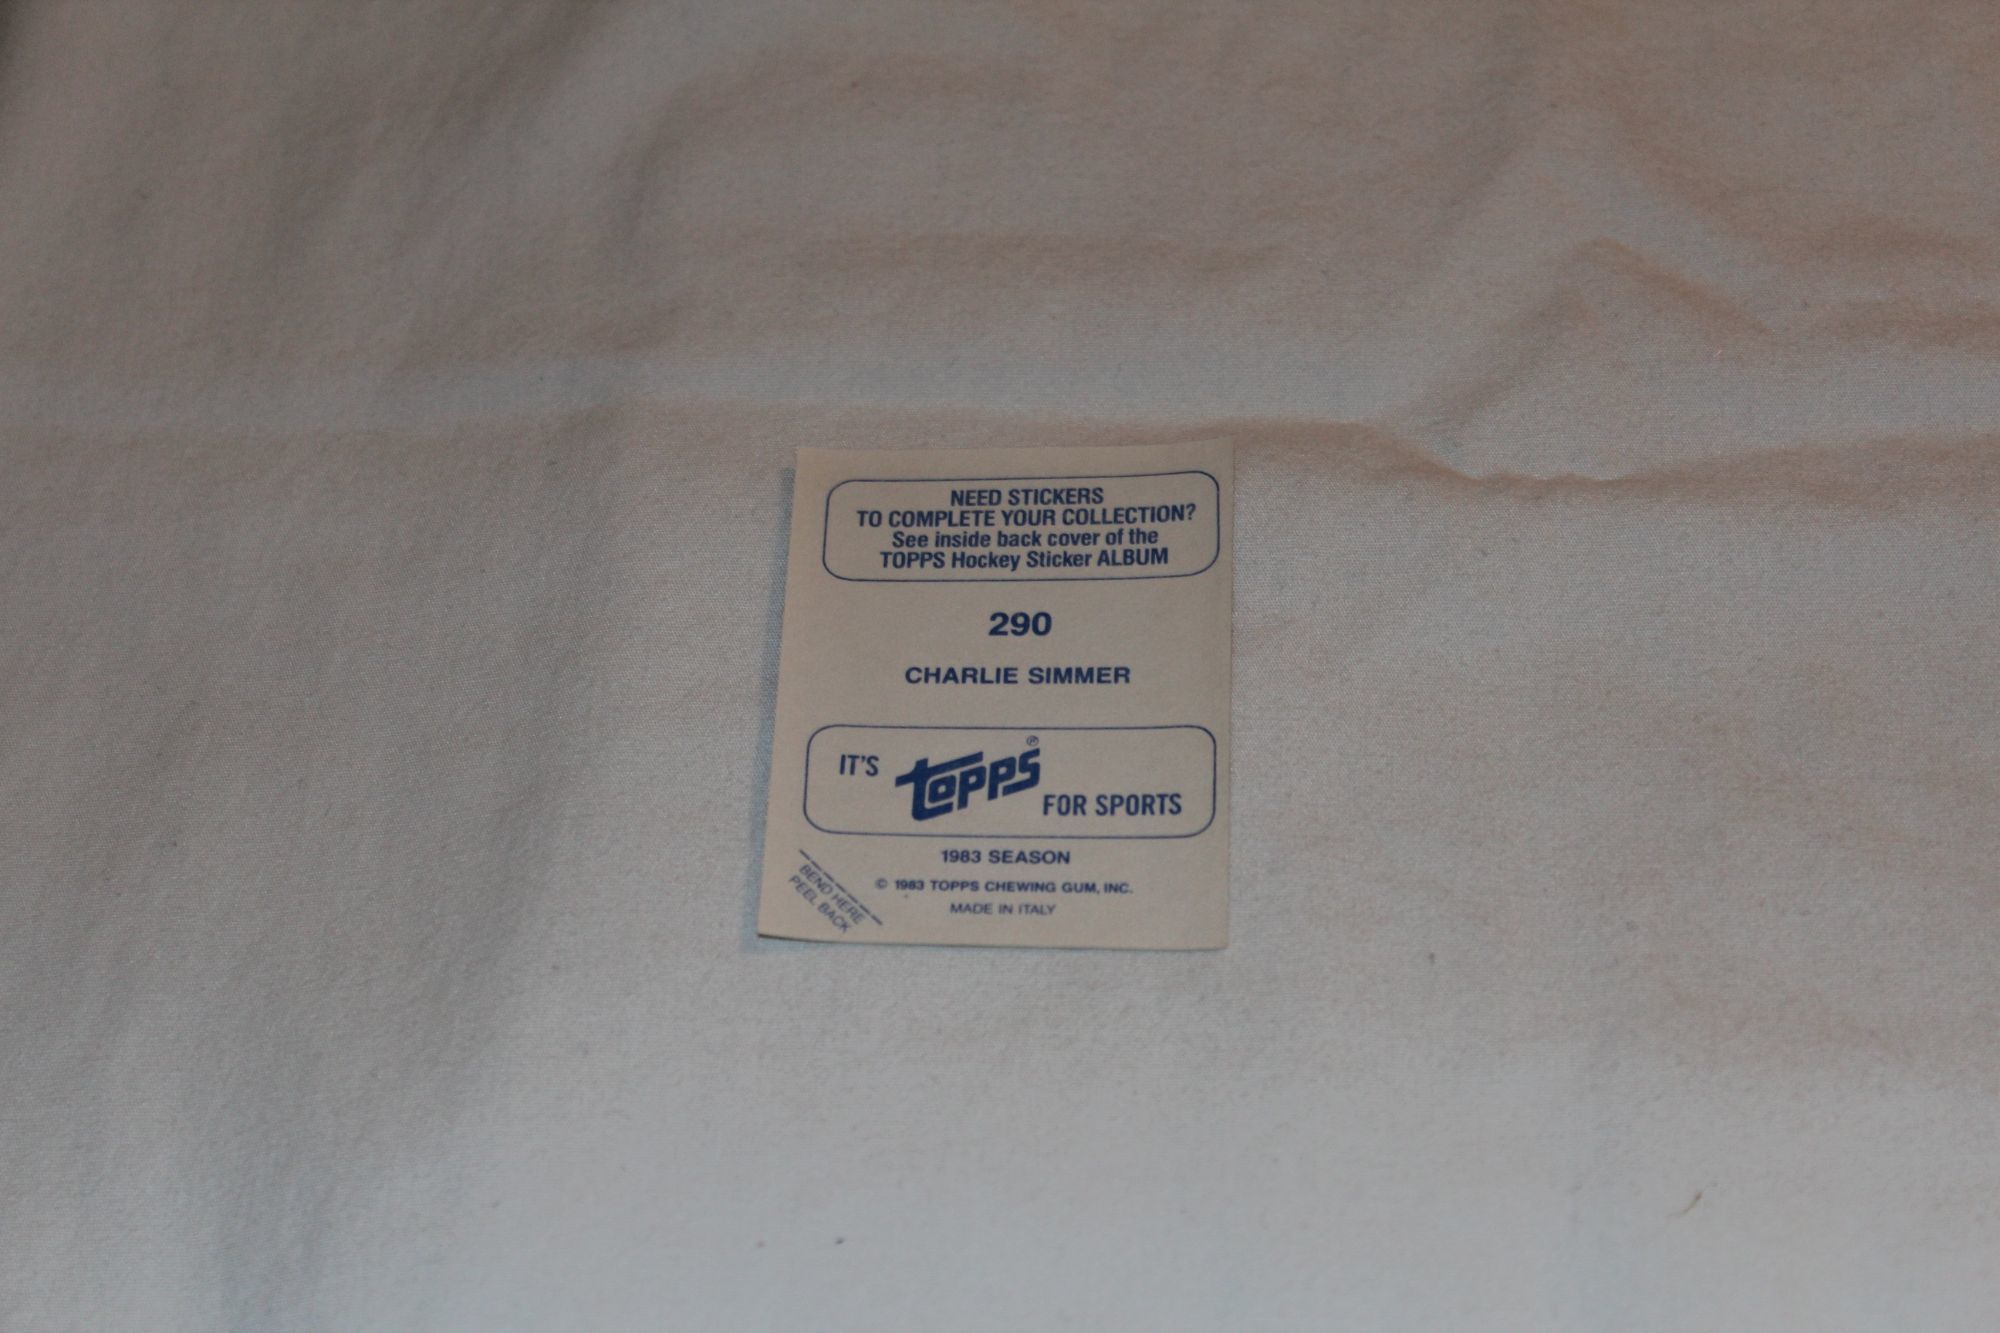 NEED STICKERS
TO COMPLETE YOUR COLLECTION?
See inside back cover of the
TOPPS Hockey Sticker ALBUM
290
CHARLIE SIMMER
IT'S topps® FOR SPORTS
1983 SEASON
© 1983 TOPPS CHEWING GUM, INC.
MADE IN ITALY
BEND HERE
PEEL BACK